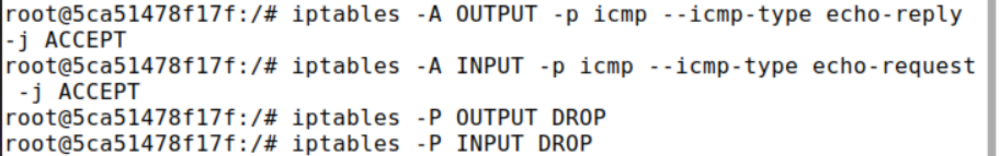 root@5ca51478f17f:/# iptables -A OUTPUT -p icmp --icmp-type echo-reply
-j ACCEPT
root@5ca51478f17f:/# iptables -A INPUT -p icmp --icmp-type echo-request
 -j ACCEPT
root@5ca51478f17f:/# iptables -P OUTPUT DROP
root@5ca51478f17f:/# iptables -P INPUT DROP